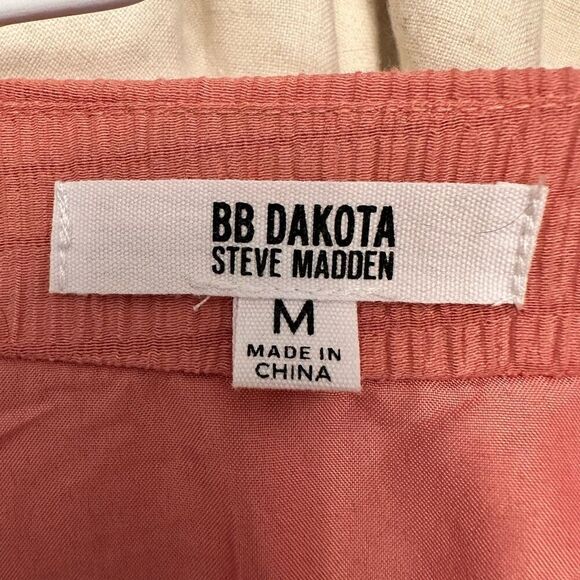 BB DAKOTA
STEVE MADDEN
M
MADE IN
CHINA